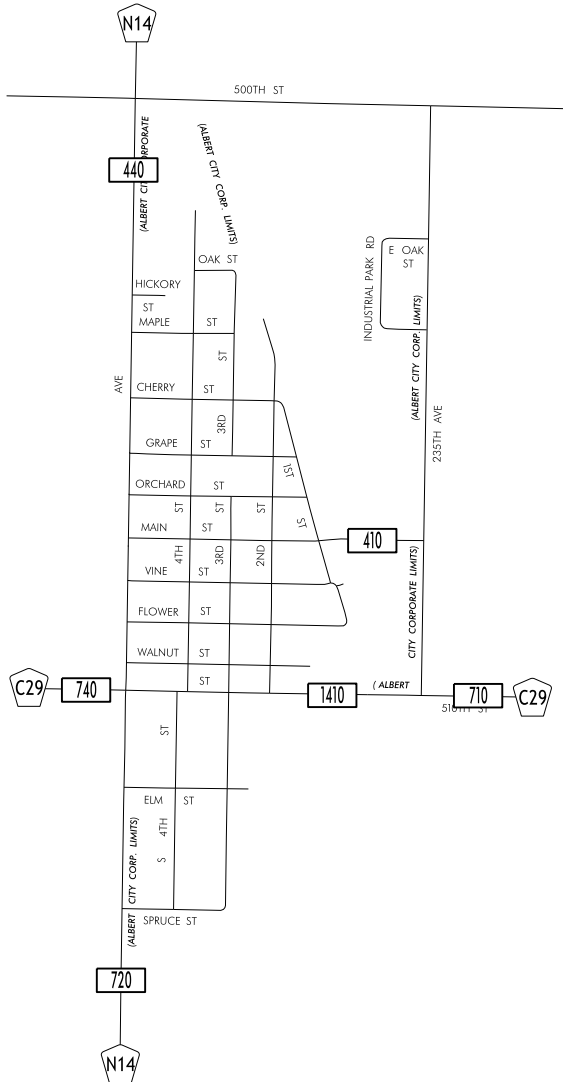 N14
500TH ST
(ALBERT CITY
440
(ALBERT CITY CORP. LIMITS)
OAK ST
INDUSTRIAL PARK RD
E OAK
ST
HICKORY
ST
MAPLE ST
ST
(ALBERT CITY CORP. LIMITS)
AVE
CHERRY ST
3RD
235TH AVE
GRAPE ST
1ST
ST
ORCHARD ST
ST
ST
ST
MAIN ST
410
4TH
3RD
2ND
VINE ST
CITY CORPORATE LIMITS)
FLOWER ST
WALNUT ST
ST
(ALBERT
C29
740
1410
710
C29
ST
ELM ST
S 4TH
(ALBERT CITY CORP. LIMITS)
SPRUCE ST
720
N14